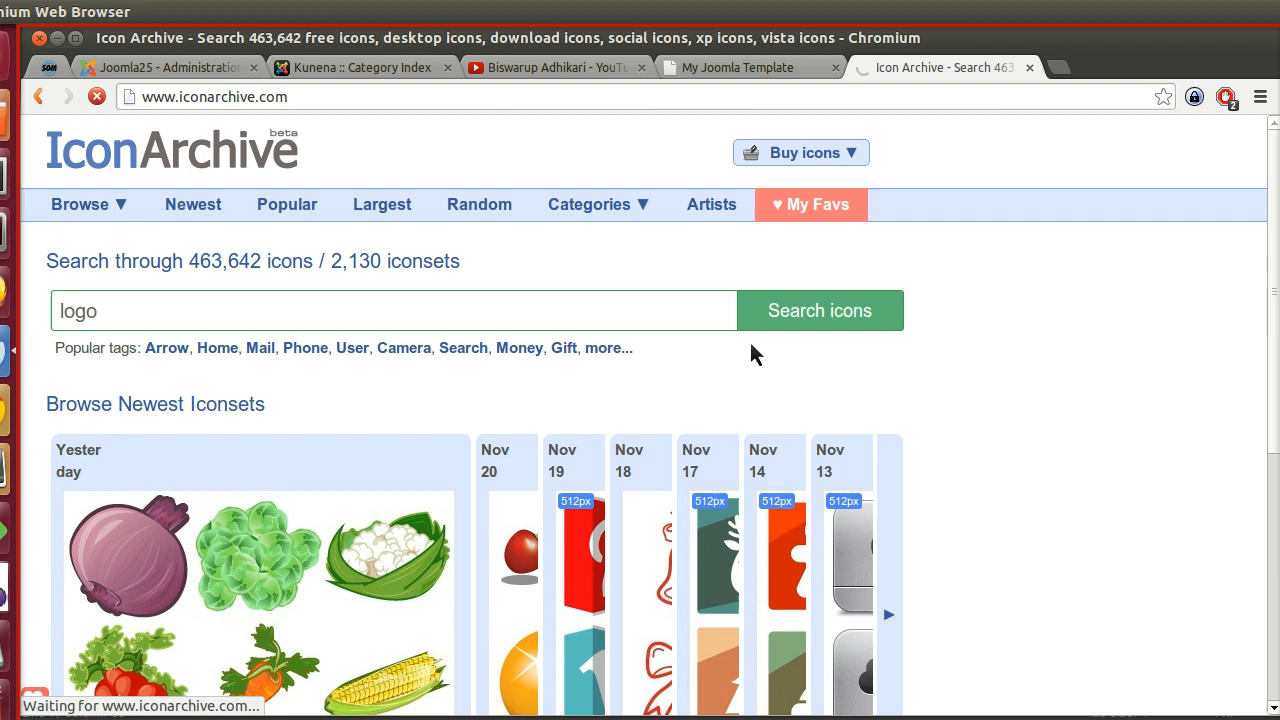 nium Web Browser
Icon Archive - Search 463,642 free icons, desktop icons, download icons, social icons, xp icons, vista icons - Chromium
SOM
Joomla25 - Administratio
Kunena :: Category Index
Biswarup Adhikari - YouTu
My Joomla Template
Icon Archive - Search 463
www.iconarchive.com
2
IconArchive beta
Buy icons ▼
Browse ▼ Newest Popular Largest Random Categories ▼ Artists ♥ My Favs
Search through 463,642 icons / 2,130 iconsets
logo
Search icons
Popular tags: Arrow, Home, Mail, Phone, User, Camera, Search, Money, Gift, more...
Browse Newest Iconsets
Yester
day
Nov
20
Nov
19
Nov
18
Nov
17
Nov
14
Nov
13
512px
512px
512px
512px
Waiting for www.iconarchive.com...